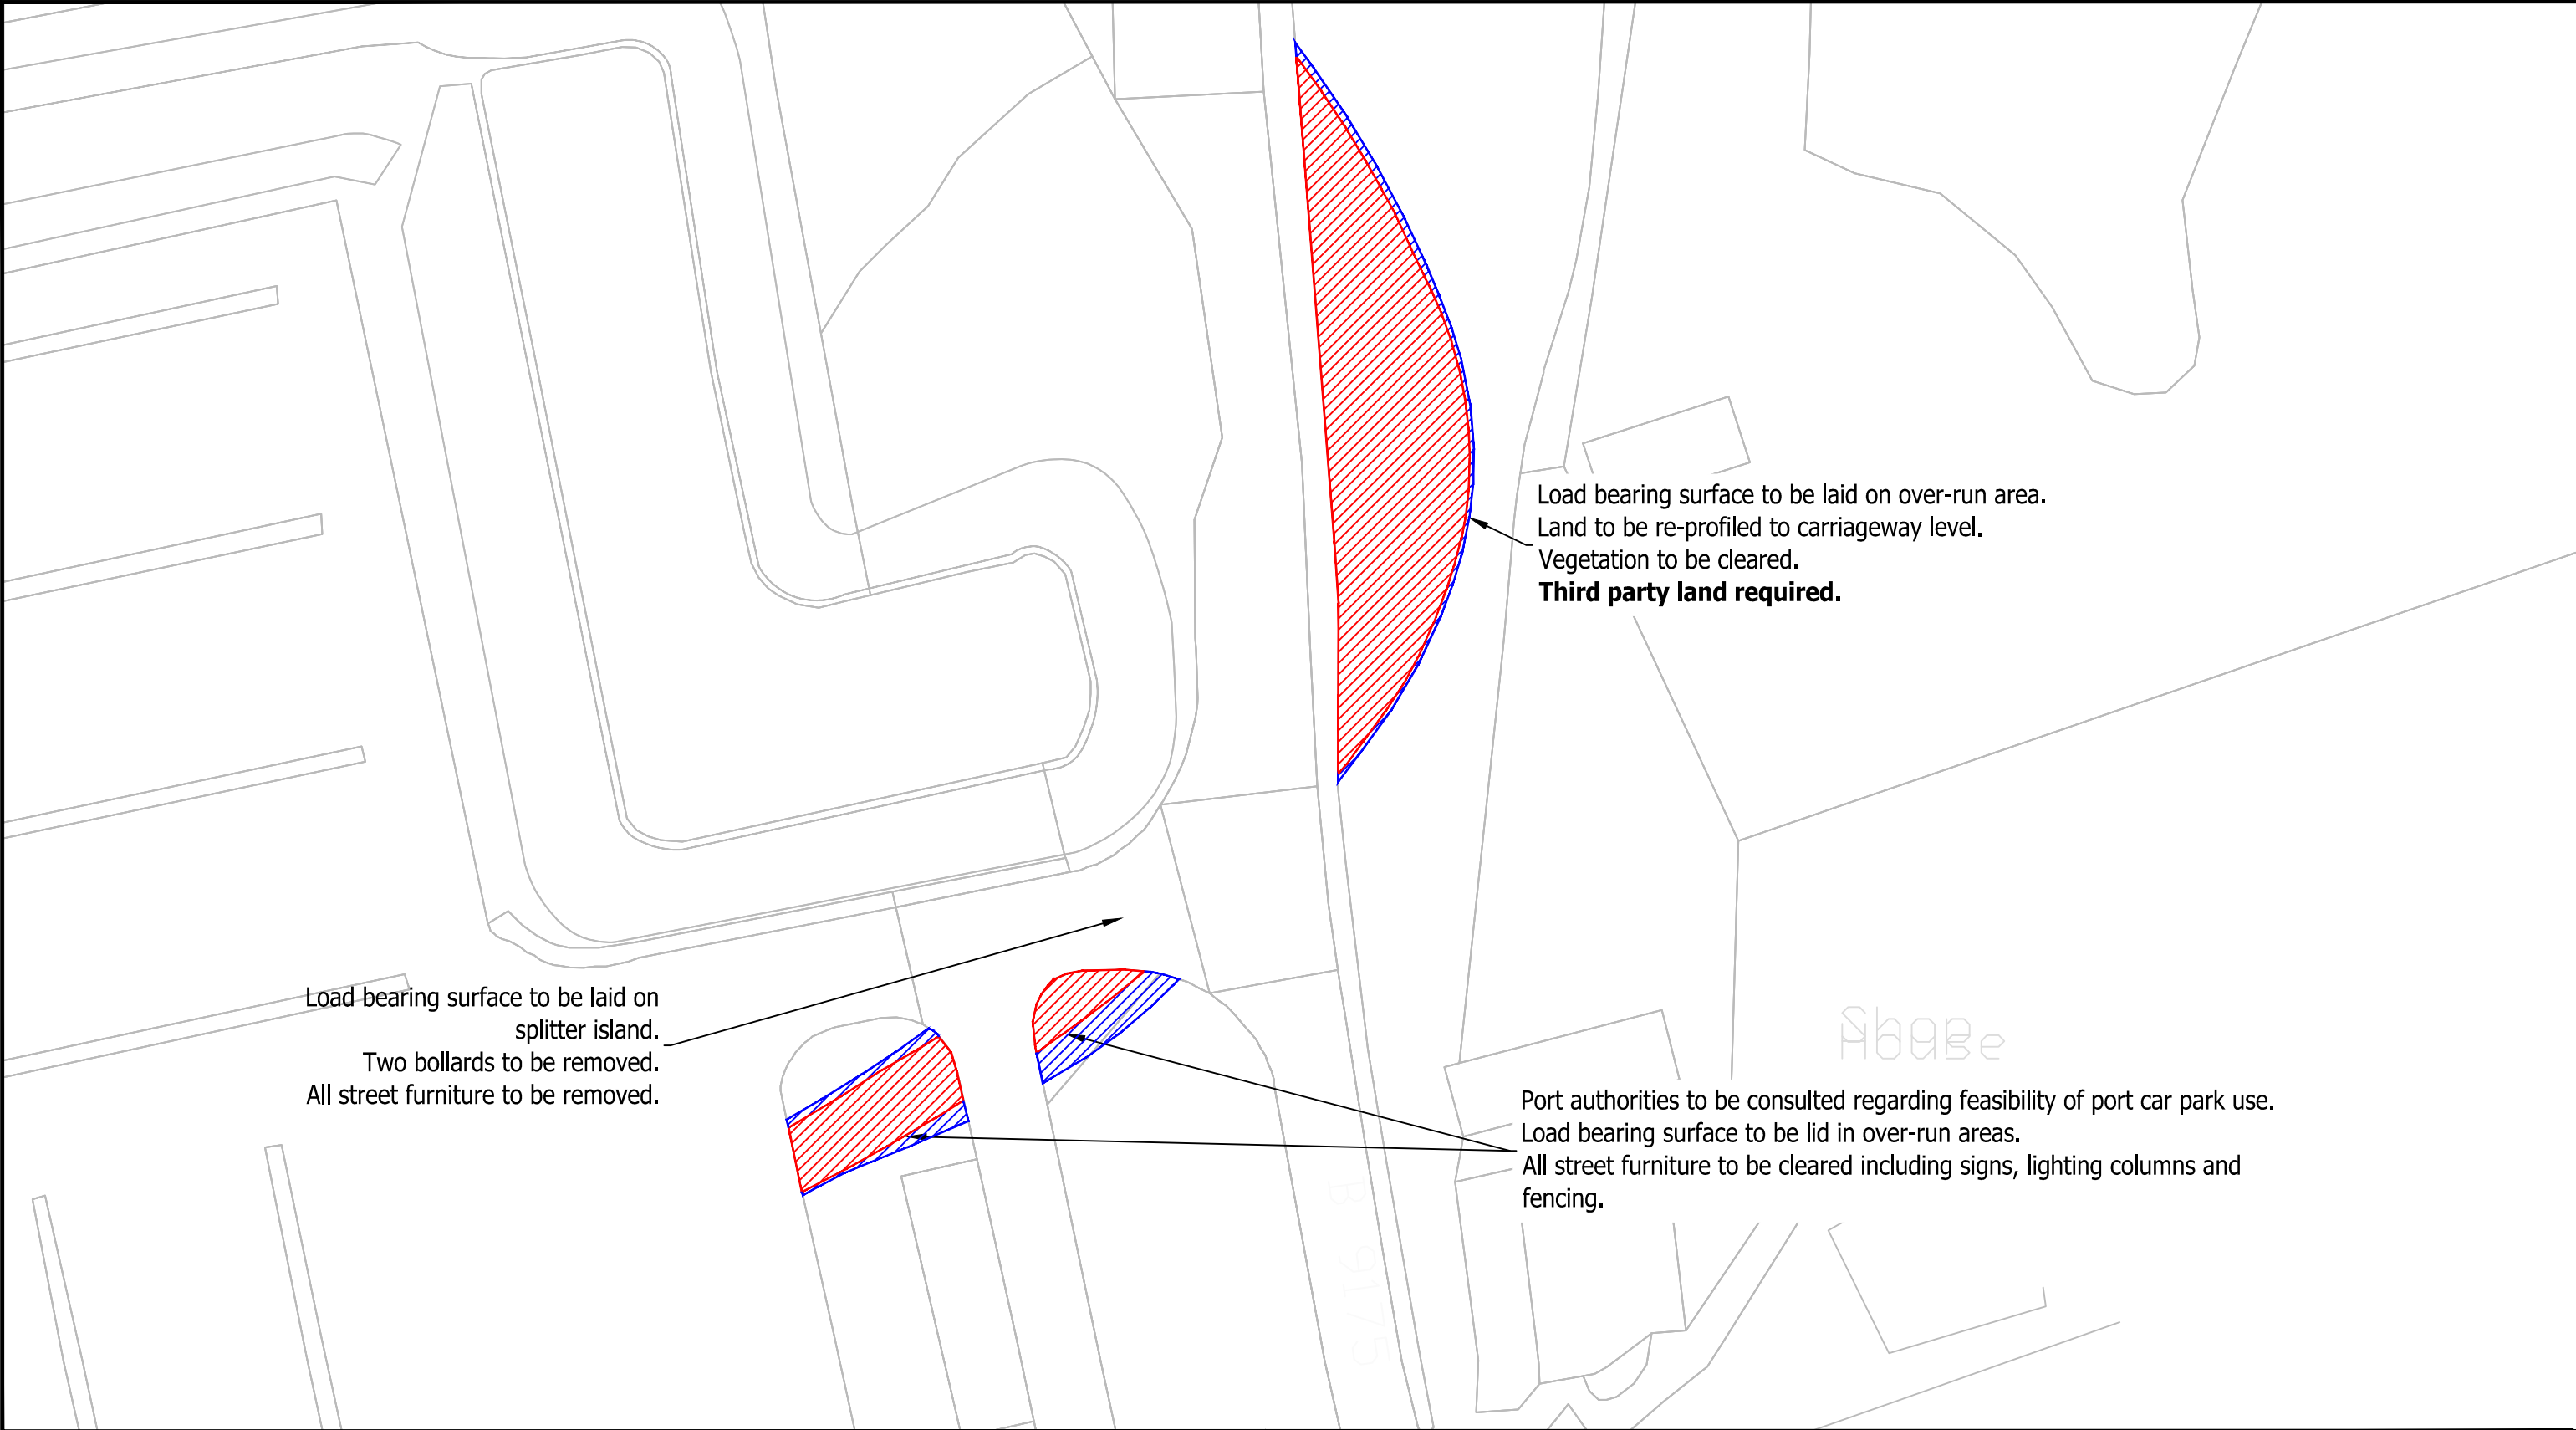 Load bearing surface to be laid on over-run area.
Land to be re-profiled to carriageway level.
Vegetation to be cleared.
Third party land required.
Load bearing surface to be laid on
splitter island.
Two bollards to be removed.
All street furniture to be removed.
Port authorities to be consulted regarding feasibility of port car park use.
Load bearing surface to be lid in over-run areas.
All street furniture to be cleared including signs, lighting columns and
fencing.
B 9175